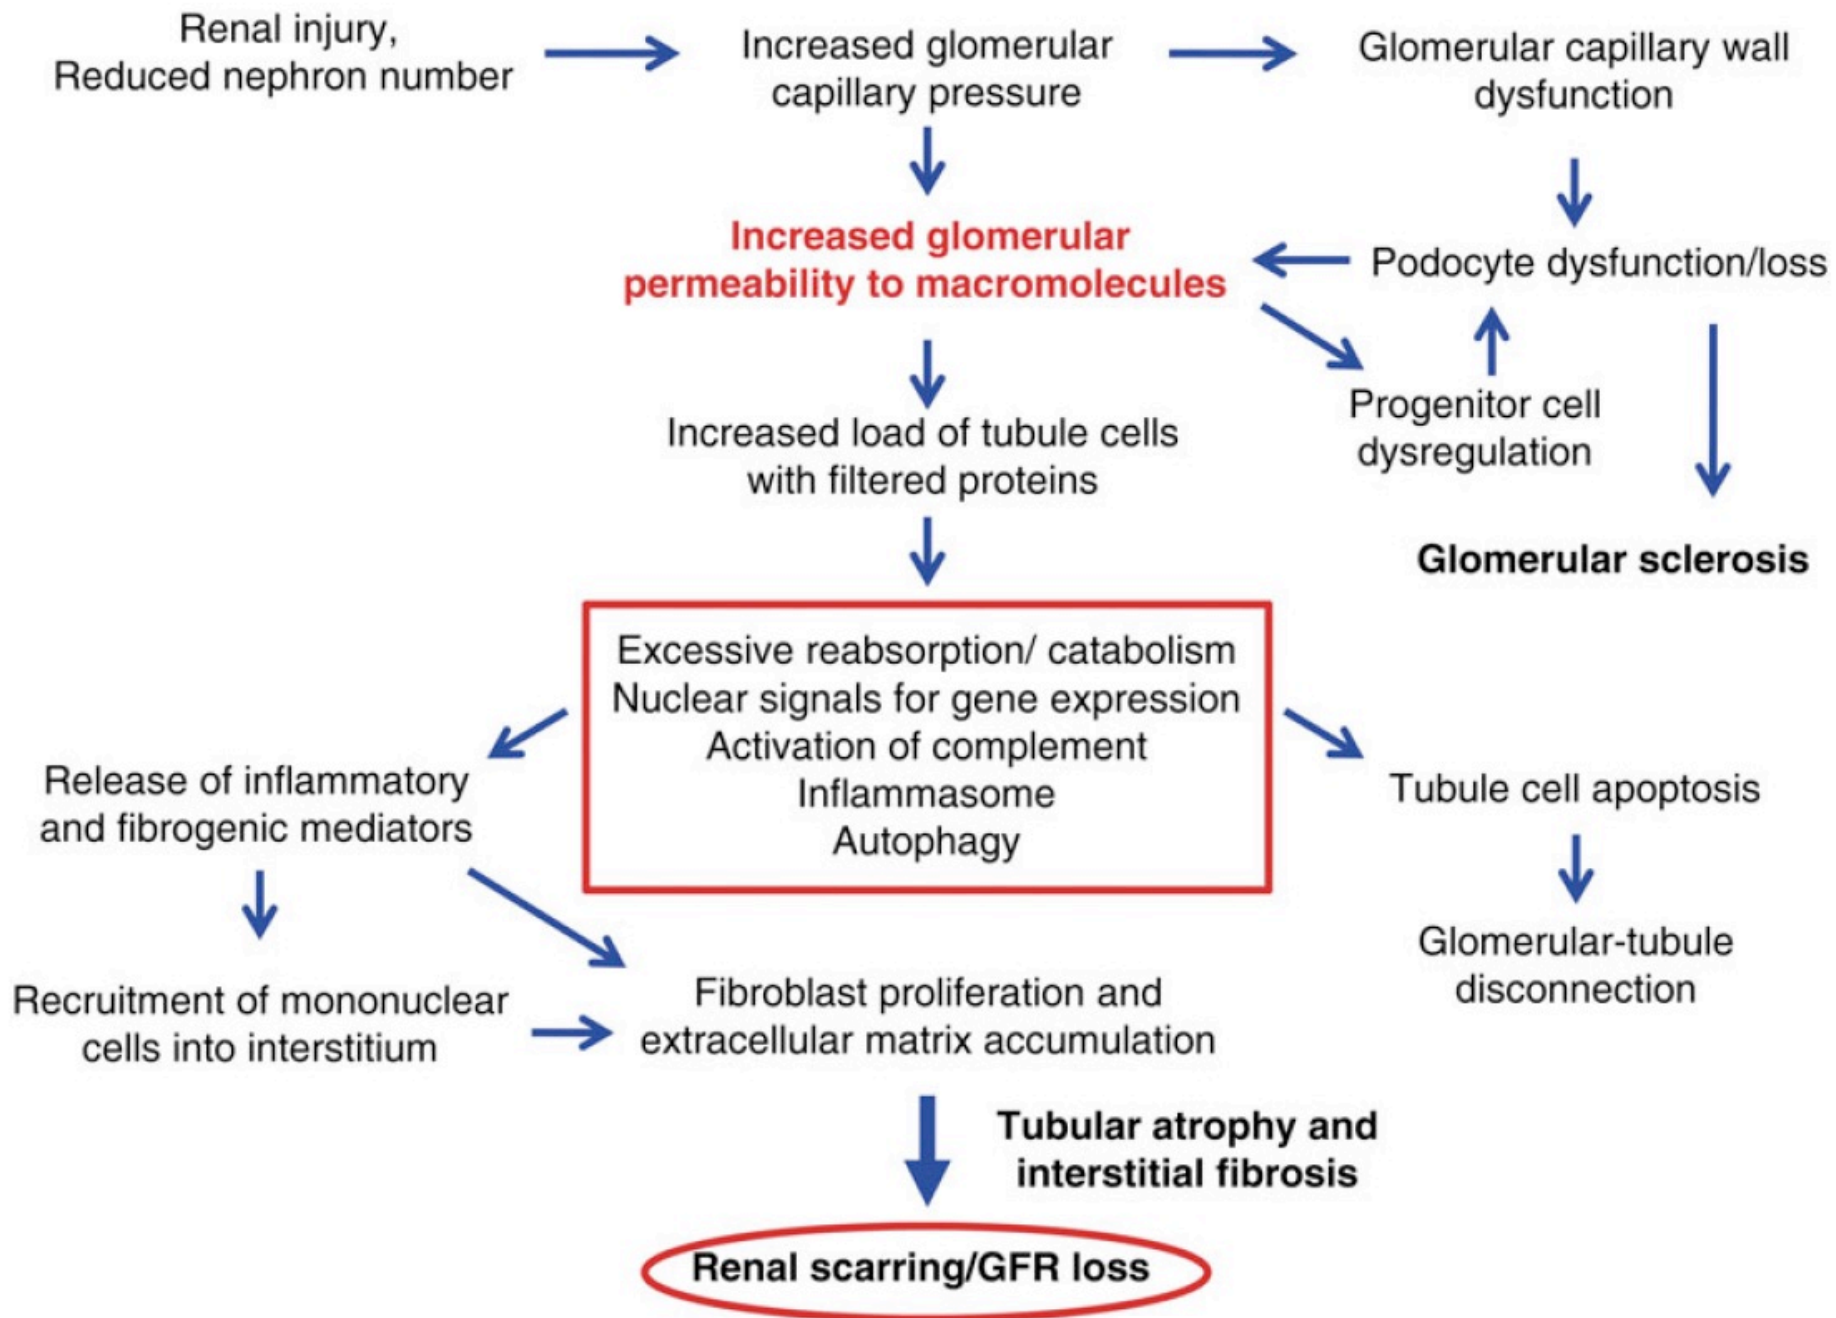 Renal injury,
Reduced nephron number
Increased glomerular
capillary pressure
Glomerular capillary wall
dysfunction
Increased glomerular
permeability to macromolecules
Podocyte dysfunction/loss
Progenitor cell
dysregulation
Increased load of tubule cells
with filtered proteins
Glomerular sclerosis
Excessive reabsorption/ catabolism
Nuclear signals for gene expression
Activation of complement
Inflammasome
Autophagy
Release of inflammatory
and fibrogenic mediators
Tubule cell apoptosis
Glomerular-tubule
disconnection
Recruitment of mononuclear
cells into interstitium
Fibroblast proliferation and
extracellular matrix accumulation
Tubular atrophy and
interstitial fibrosis
Renal scarring/GFR loss